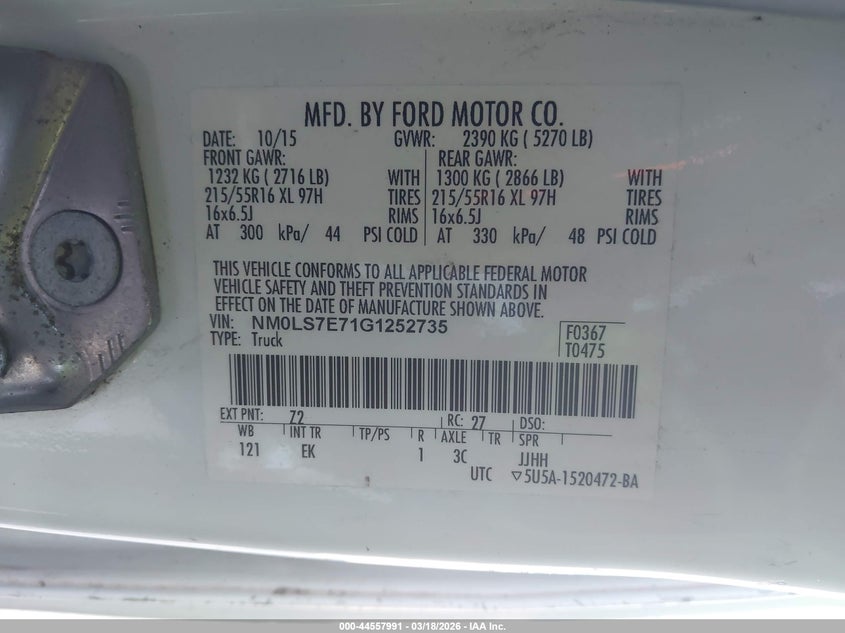 MFD. BY FORD MOTOR CO.
DATE: 10/15 GVWR: 2390 KG ( 5270 LB)
FRONT GAWR: REAR GAWR:
1232 KG ( 2716 LB) WITH 1300 KG ( 2866 LB) WITH
215/55R16 XL 97H TIRES 215/55R16 XL 97H TIRES
16x6.5J RIMS 16x6.5J RIMS
AT 300 kPa/ 44 PSI COLD AT 330 kPa/ 48 PSI COLD
THIS VEHICLE CONFORMS TO ALL APPLICABLE FEDERAL MOTOR
VEHICLE SAFETY AND THEFT PREVENTION STANDARDS IN
EFFECT ON THE DATE OF MANUFACTURE SHOWN ABOVE.
VIN: NM0LS7E71G1252735 F0367
TYPE: Truck T0475
EXT PNT: Z2 RC: 27 DSO:
WB INT TR TP/PS R AXLE TR SPR
121 EK 1 3C JJHH
UTC ▽5U5A-1520472-BA
000-44557991 - 03/18/2026 - IAA Inc.